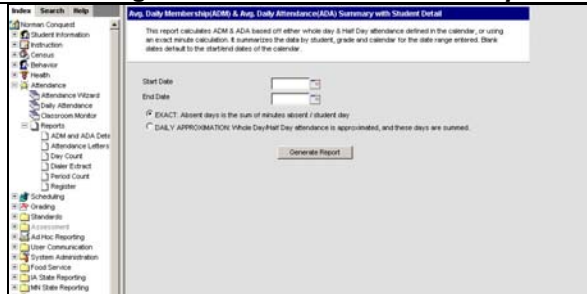 Index Search Help
Norman Conquest
Student Information
Instruction
Census
Behavior
Health
Attendance
Attendance Wizard
Daily Attendance
Classroom Monitor
Reports
ADM and ADA Deta
Attendance Letters
Day Count
Dialer Extract
Period Count
Register
Scheduling
Grading
Standards
Assessment
Ad Hoc Reporting
User Communication
System Administration
Food Service
IA State Reporting
MN State Reporting
Avg. Daily Membership(ADM) & Avg. Daily Attendance(ADA) Summary with Student Detail
This report calculates ADM & ADA based off either whole day & Half Day attendance defined in the calendar, or using
an exact minute calculation. It summarizes the data by student, grade and calendar for the date range entered. Blank
dates default to the start/end dates of the calendar.
Start Date
End Date
EXACT: Absent days is the sum of minutes absent / student day
DAILY APPROXIMATION: Whole Day/Half Day attendance is approximated, and these days are summed.
Generate Report